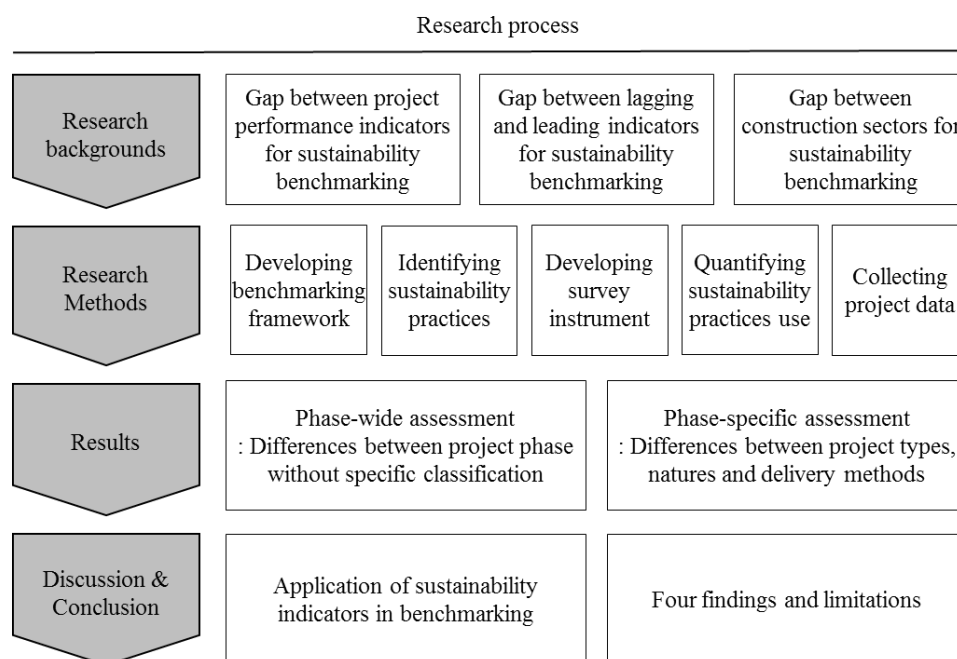 Research process
Research
backgrounds
Gap between project
performance indicators
for sustainability
benchmarking
Gap between lagging
and leading indicators
for sustainability
benchmarking
Gap between
construction sectors for
sustainability
benchmarking
Research
Methods
Developing
benchmarking
framework
Identifying
sustainability
practices
Developing
survey
instrument
Quantifying
sustainability
practices use
Collecting
project data
Results
Phase-wide assessment
: Differences between project phase
without specific classification
Phase-specific assessment
: Differences between project types,
natures and delivery methods
Discussion &
Conclusion
Application of sustainability
indicators in benchmarking
Four findings and limitations